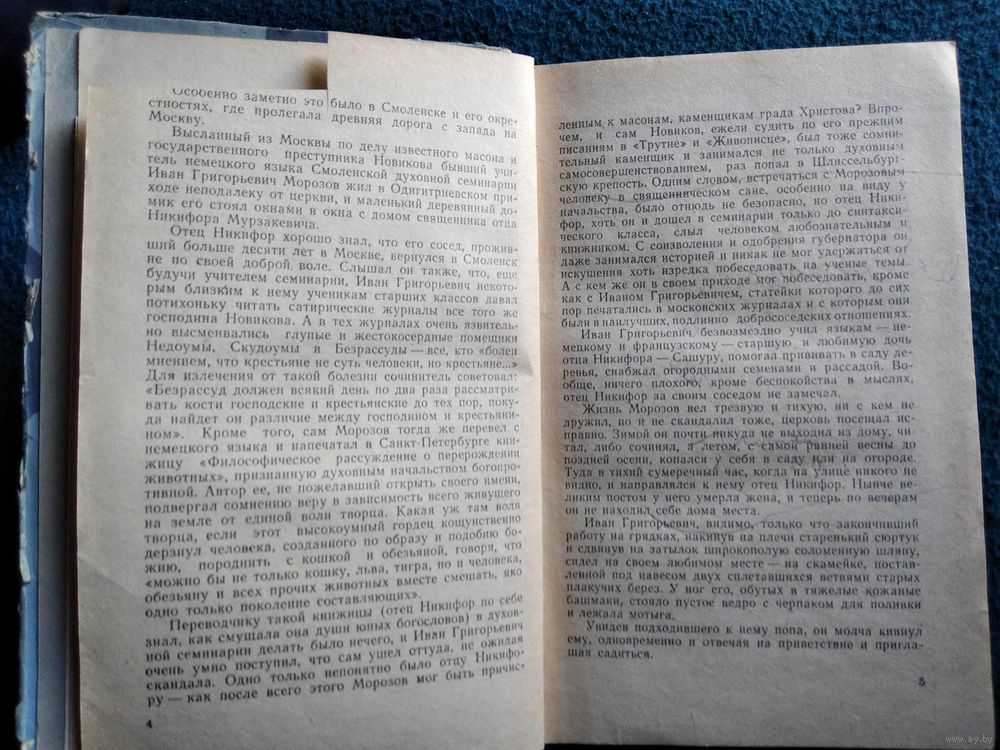 Особенно заметно это было в Смоленске и его окре-
стностях, где пролегала древняя дорога с запада на
Москву.
Высланный из Москвы по делу известного масона и
государственного преступника Новикова бывший учи-
тель немецкого языка Смоленской духовной семинарии
Иван Григорьевич Морозов жил в Одигитриевском при-
ходе неподалеку от церкви, и маленький деревянный до-
мик его стоял окнами в окна с домом священника отца
Никифора Мурзакевича.
Отец Никифор хорошо знал, что его сосед, прожив-
ший больше десяти лет в Москве, вернулся в Смоленск
не по своей доброй воле. Слышал он также, что, еще
будучи учителем семинарии, Иван Григорьевич некото-
рым близким к нему ученикам старших классов давал
потихоньку читать сатирические журналы все того же
господина Новикова. А в тех журналах очень язвитель-
но высмеивались глупые и жестокосердные помещики
Недоумы, Скудоумы и Безрассуды — все, кто «болен
мнением, что крестьяне не суть человеки, но крестьяне...»
Для излечения от такой болезни сочинитель советовал:
«Безрассуд должен всякий день по два раза рассматри-
вать кости господские и крестьянские до тех пор, поку-
да найдет он различие между господином и крестьяни-
ном». Кроме того, сам Морозов тогда же перевел с
немецкого языка и напечатал в Санкт-Петербурге кни-
жицу «Философическое рассуждение о перерождении
животных», признанную духовным начальством богопро-
тивной. Автор ее, не пожелавший открыть своего имени,
подвергал сомнению веру в зависимость всего живущего
на земле от единой воли творца. Какая уж там воля
творца, если этот высокоумный гордец кощунственно
дерзнул человека, созданного по образу и подобию бо-
жию, породнить с кошкой и обезьяной, говоря, что
«можно бы не только кошку, льва, тигра, но и человека,
обезьяну и всех прочих животных вместе смешать, яко
одно только поколение составляющих».
Переводчику такой книжицы (отец Никифор по себе
знал, как смущала она души юных богословов) в духов-
ной семинарии делать было нечего, и Иван Григорьевич
очень умно поступил, что сам ушел оттуда, не ожидая
скандала. Одно только непонятно было отцу Никифо-
ру — как после всего этого Морозов мог быть причис-
4
ленным к масонам, каменщикам града Христова? Впро-
чем, и сам Новиков, ежели судить по его прежним
писаниям в «Трутне» и «Живописце», был тоже сомни-
тельный каменщик и занимался не только духовным
самосовершенствованием, раз попал в Шлиссельбург-
скую крепость. Одним словом, встречаться с Морозовым
человеку в священническом сане, особенно на виду у
начальства, было отнюдь не безопасно, но отец Ники-
фор, хоть он и дошел в семинарии только до синтакси-
ческого класса, слыл человеком любознательным и
книжником. С соизволения и одобрения губернатора он
даже занимался историей и никак не мог удержаться от
искушения хоть изредка побеседовать на ученые темы.
А с кем же он в своем приходе мог побеседовать, кроме
как с Иваном Григорьевичем, статейки которого до сих
пор печатались в московских журналах и с которым они
были в наилучших, подлинно добрососедских отношениях.
Иван Григорьевич безвозмездно учил языкам — не-
мецкому и французскому — старшую и любимую дочь
отца Никифора — Сашуру, помогал прививать в саду де-
ревья, снабжал огородными семенами и рассадой. Во-
обще, ничего плохого, кроме беспокойства в мыслях,
отец Никифор за своим соседом не замечал.
Жизнь Морозов вел трезвую и тихую, ни с кем не
дружил, но и не скандалил тоже, церковь посещал ис-
правно. Зимой он почти никуда не выходил из дому, чи-
тал, либо сочинял, а летом, с самой ранней весны до
поздней осени, копался у себя в саду или на огороде.
Туда в тихий сумеречный час, когда на улице никого не
видно, и направлялся к нему отец Никифор. Нынче ве-
ликим постом у него умерла жена, и теперь по вечерам
он не находил себе дома места.
Иван Григорьевич, видимо, только что закончивший
работу на грядках, накинув на плечи старенький сюртук
и сдвинув на затылок широкополую соломенную шляпу,
сидел на своем любимом месте — на скамейке, постав-
ленной под навесом двух сплетавшихся ветвями старых
плакучих берез. У ног его, обутых в тяжелые кожаные
башмаки, стояло пустое ведро с черпаком для поливки
и лежала мотыга.
Увидев подходившего к нему попа, он молча кивнул
ему, одновременно и отвечая на приветствие и пригла-
шая садиться.
5
www.ay.by